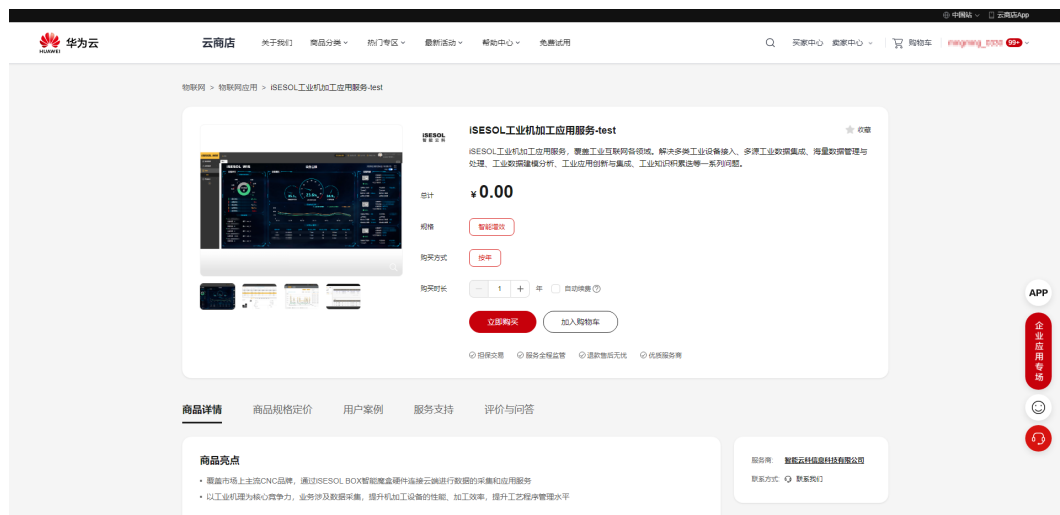 中国站 云商店App
HUAWEI 华为云 云商店 关于我们 商品分类 热门专区 最新活动 帮助中心 免费试用 买家中心 卖家中心 购物车 99+
物联网 > 物联网应用 > iSESOL工业机加工应用服务-test
iSESOL 智能云科
iSESOL工业机加工应用服务-test 收藏
iSESOL工业机加工应用服务，覆盖工业互联网各领域。解决多类工业设备接入、多源工业数据集成、海量数据管理与
处理、工业数据建模分析、工业应用创新与集成、工业知识积累迭等一系列问题。
总计 ¥ 0.00
规格 智能增效
购买方式 按年
购买时长 － 1 ＋ 年 自动续费
立即购买 加入购物车
担保交易 服务全程监管 退款售后无忧 优质服务商
APP
企业应用专场
商品详情 商品规格定价 用户案例 服务支持 评价与问答
商品亮点
• 覆盖市场上主流CNC品牌，通过iSESOL BOX智能魔盒硬件连接云端进行数据的采集和应用服务
• 以工业机理为核心竞争力，业务涉及数据采集，提升机加工设备的性能、加工效率，提升工艺程序管理水平
服务商: 智能云科信息科技有限公司
联系方式: 联系我们